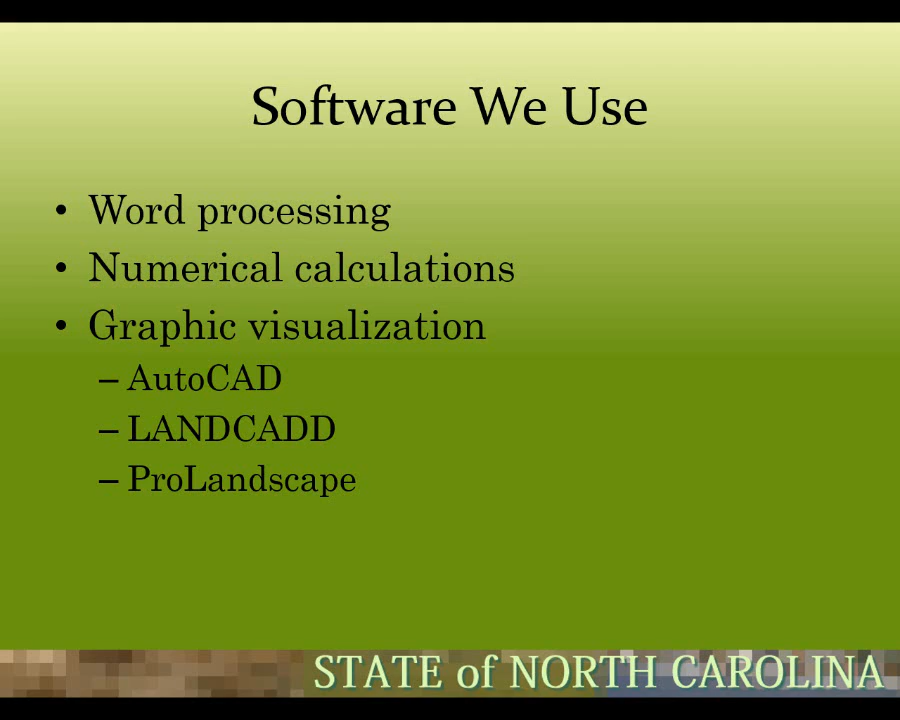 Software We Use
• Word processing
• Numerical calculations
• Graphic visualization
– AutoCAD
– LANDCADD
– ProLandscape
STATE of NORTH CAROLINA